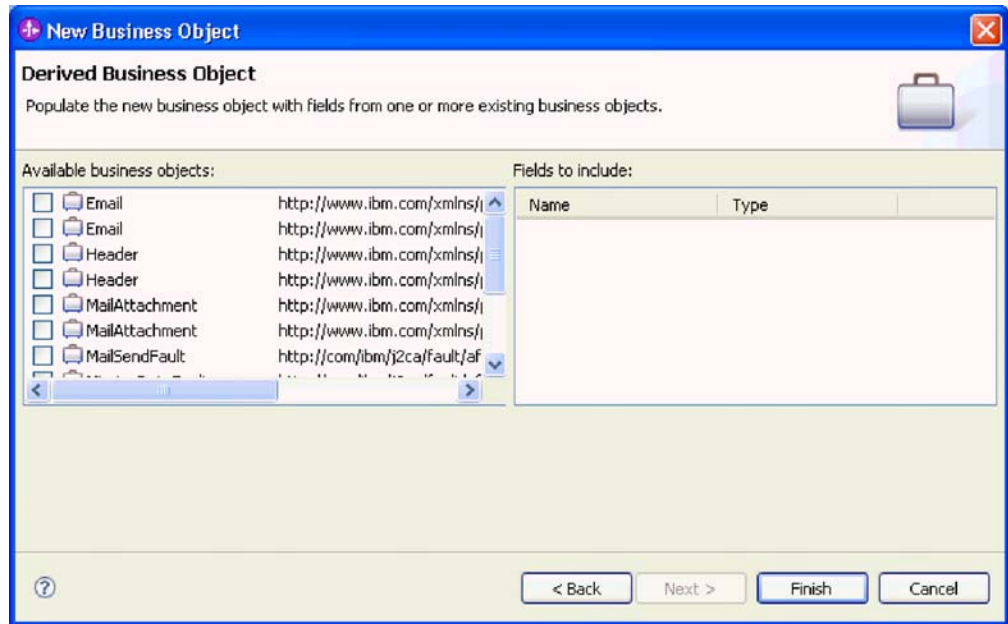 New Business Object
Derived Business Object
Populate the new business object with fields from one or more existing business objects.
Available business objects:
Email http://www.ibm.com/xmlns/
Email http://www.ibm.com/xmlns/
Header http://www.ibm.com/xmlns/
Header http://www.ibm.com/xmlns/
MailAttachment http://www.ibm.com/xmlns/
MailAttachment http://www.ibm.com/xmlns/
MailSendFault http://com/ibm/j2ca/fault/af
Fields to include:
Name Type
?
< Back Next > Finish Cancel